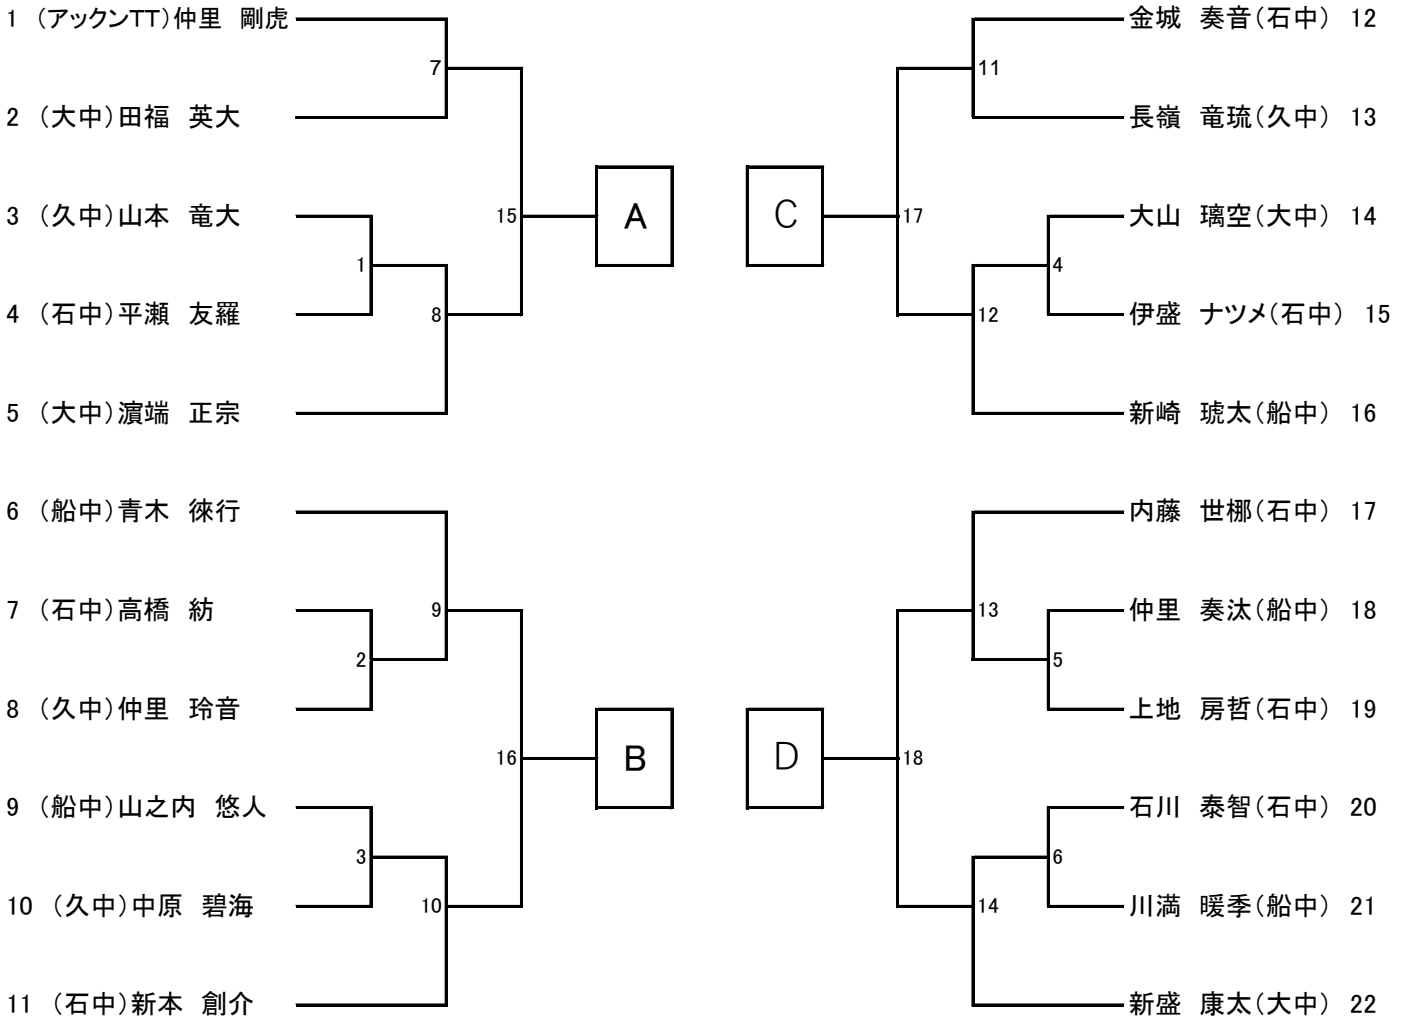 1 （アックンTT）仲里 剛虎
7
2 （大中）田福 英大
3 （久中）山本 竜大
15
A
1
4 （石中）平瀬 友羅
8
5 （大中）濵端 正宗
6 （船中）青木 徠行
7 （石中）高橋 紡
9
2
8 （久中）仲里 玲音
16
B
9 （船中）山之内 悠人
3
10 （久中）中原 碧海
10
11 （石中）新本 創介
金城 奏音（石中） 12
11
長嶺 竜琉（久中） 13
C
17
大山 璃空（大中） 14
4
伊盛 ナツメ（石中） 15
12
新崎 琥太（船中） 16
内藤 世梛（石中） 17
13
仲里 奏汰（船中） 18
5
上地 房哲（石中） 19
D
18
石川 泰智（石中） 20
6
川満 暖季（船中） 21
14
新盛 康太（大中） 22